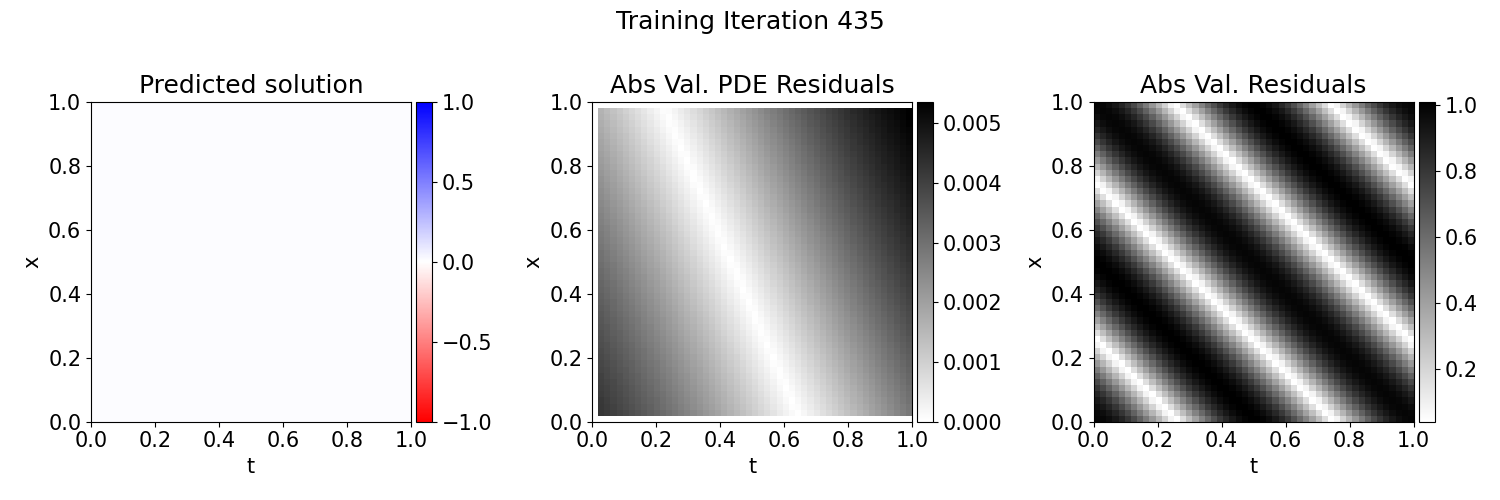 Training Iteration 435
Predicted solution
Abs Val. PDE Residuals
Abs Val. Residuals
1.0
0.8
0.6
0.4
0.2
0.0
x
0.0 0.2 0.4 0.6 0.8 1.0
t
1.0
0.5
0.0
−0.5
−1.0
1.0
0.8
0.6
0.4
0.2
0.0
x
0.0 0.2 0.4 0.6 0.8 1.0
t
0.005
0.004
0.003
0.002
0.001
0.000
1.0
0.8
0.6
0.4
0.2
0.0
x
0.0 0.2 0.4 0.6 0.8 1.0
t
1.0
0.8
0.6
0.4
0.2